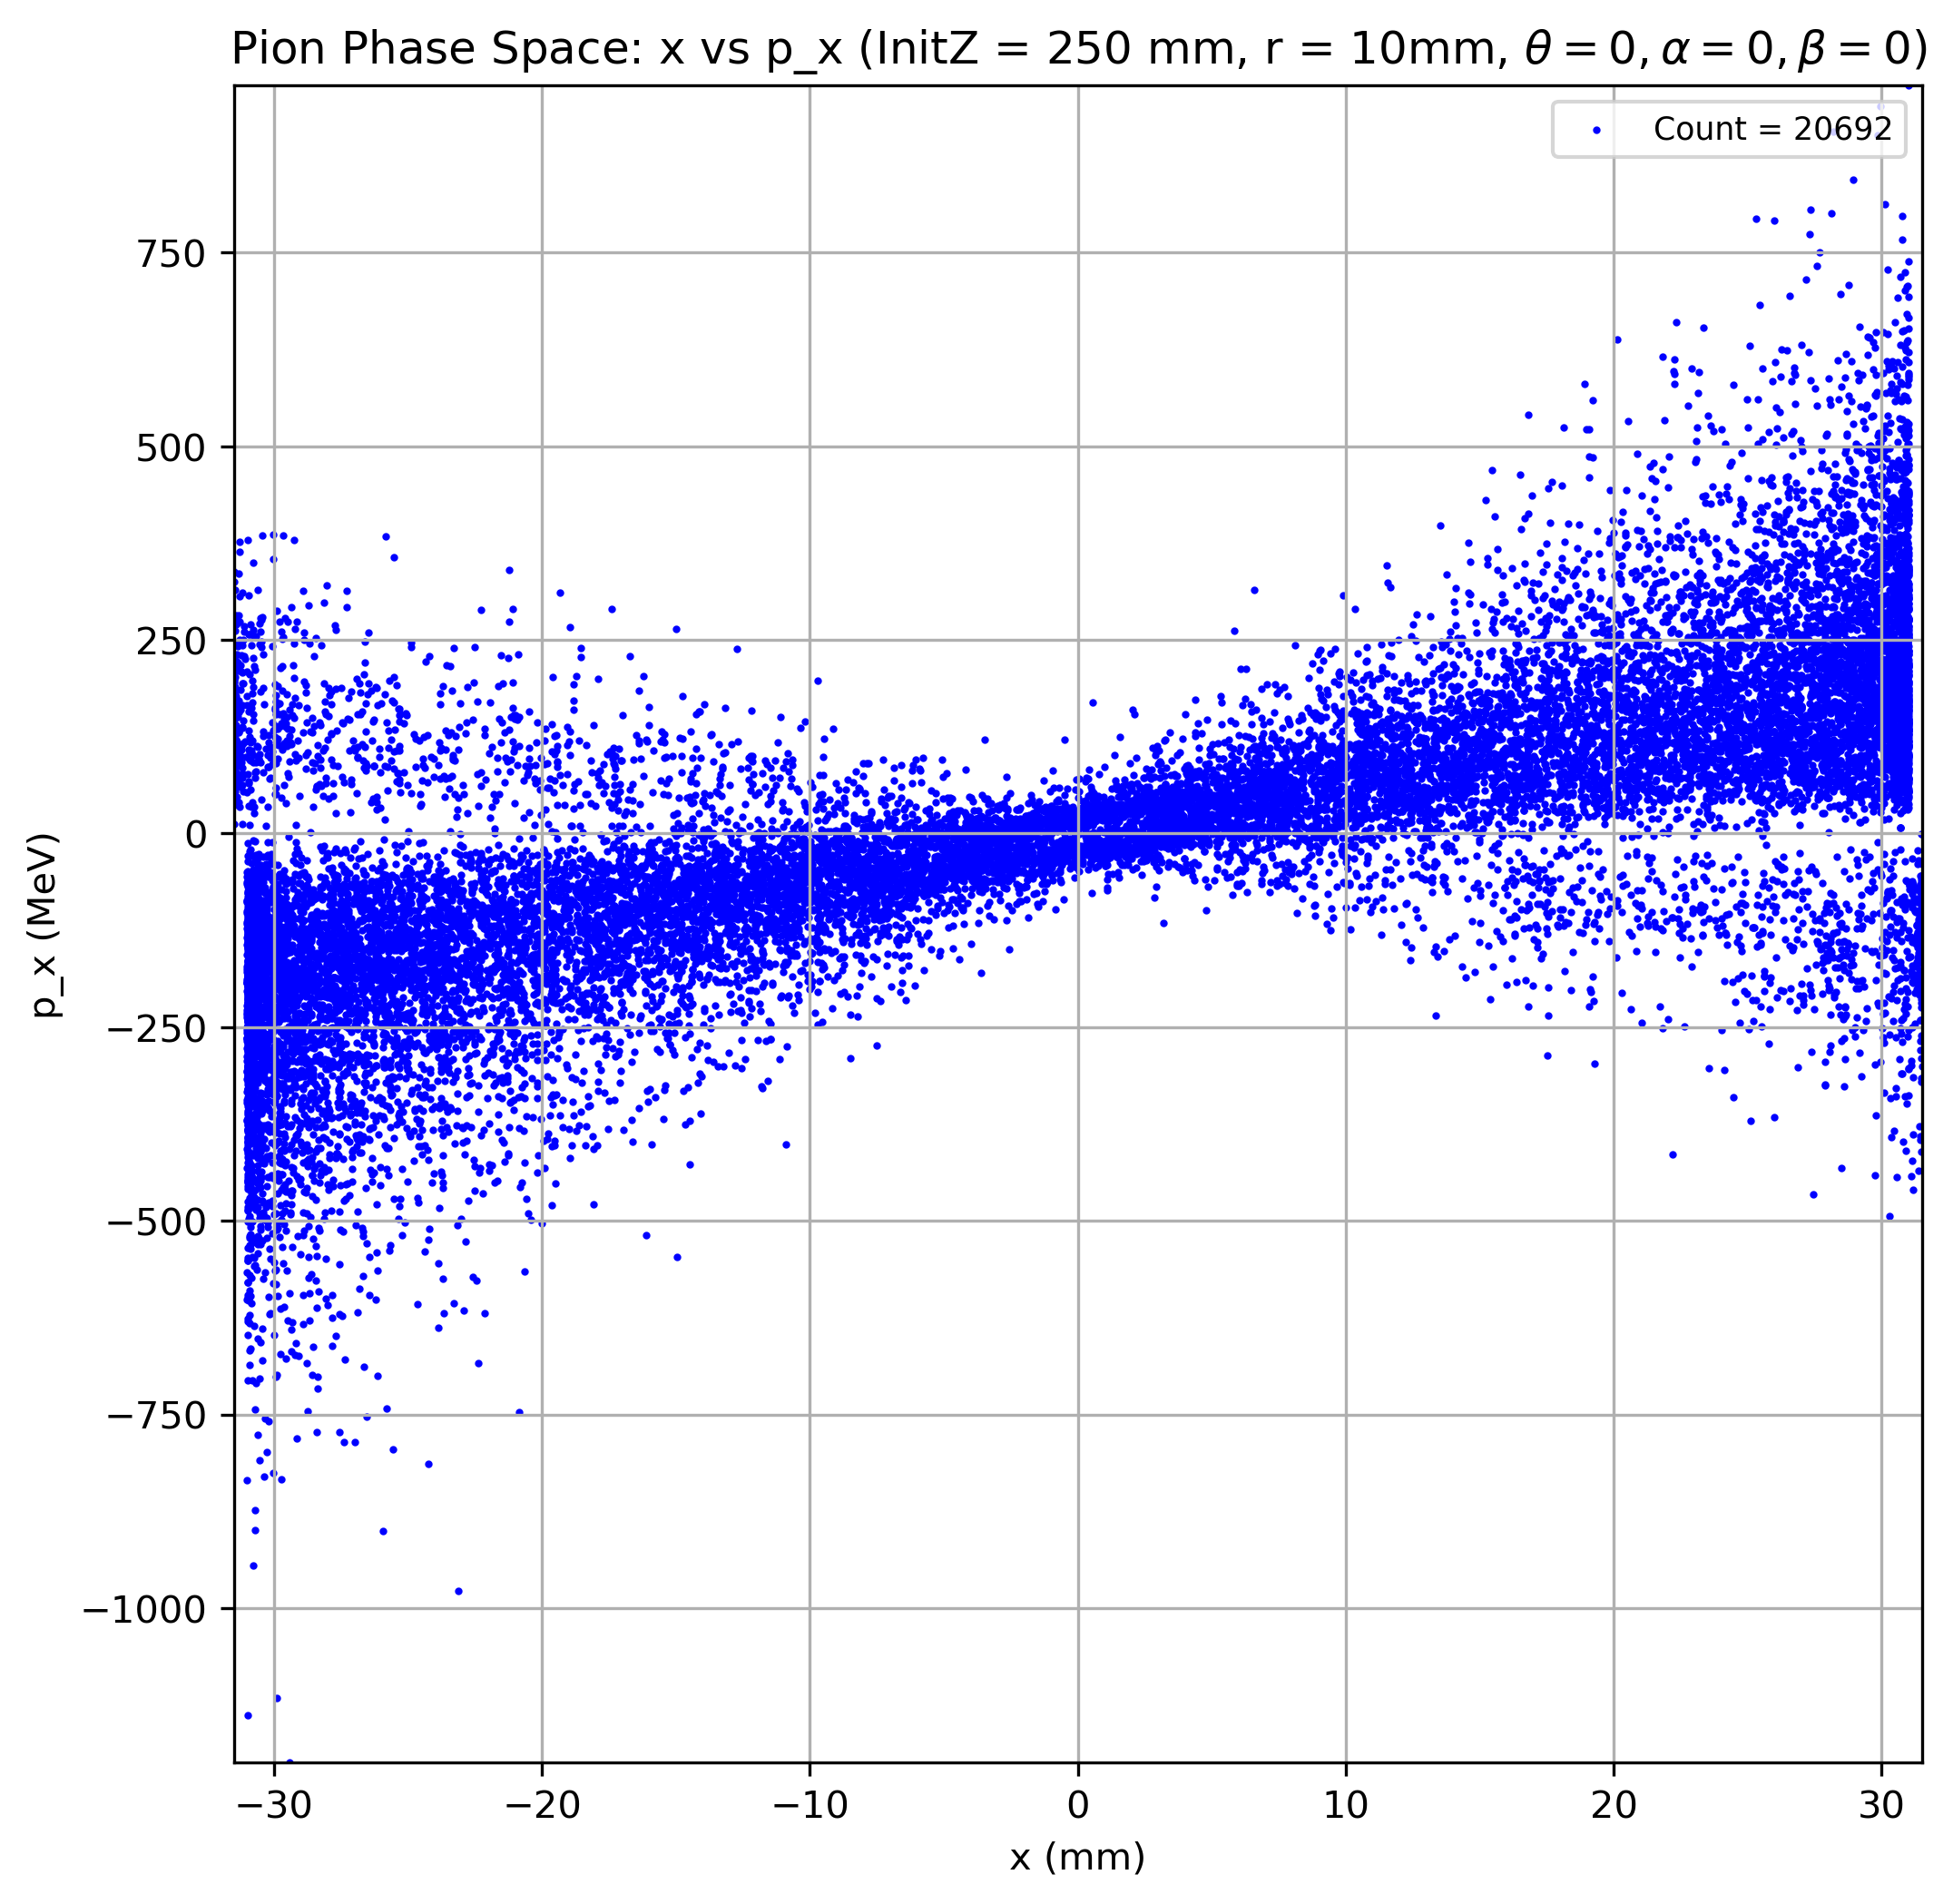 Pion Phase Space: x vs p_x (InitZ = 250 mm, r = 10mm, θ = 0, α = 0, β = 0)
Count = 20692
p_x (MeV)
750
500
250
0
−250
−500
−750
−1000
−30 −20 −10 0 10 20 30
x (mm)